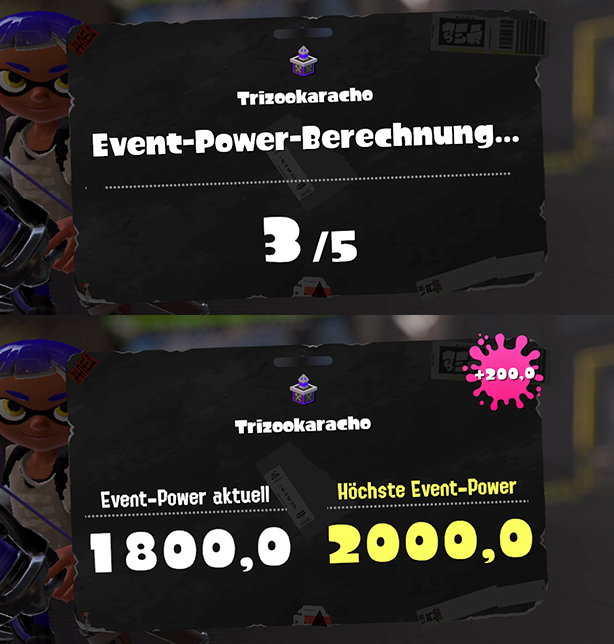 Trizookaracho
Event-Power-Berechnung...
3 /5
+200,0
Trizookaracho
Event-Power aktuell
1800,0
Höchste Event-Power
2000,0